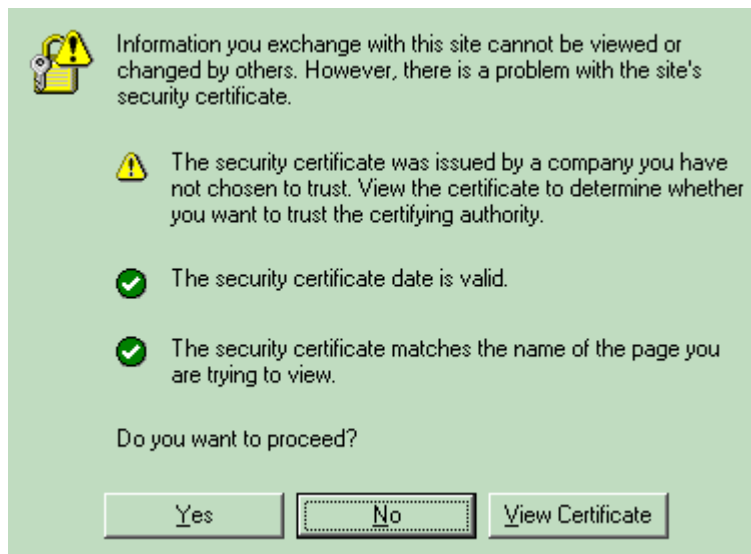 Information you exchange with this site cannot be viewed or
changed by others. However, there is a problem with the site's
security certificate.
The security certificate was issued by a company you have
not chosen to trust. View the certificate to determine whether
you want to trust the certifying authority.
The security certificate date is valid.
The security certificate matches the name of the page you
are trying to view.
Do you want to proceed?
Yes No View Certificate